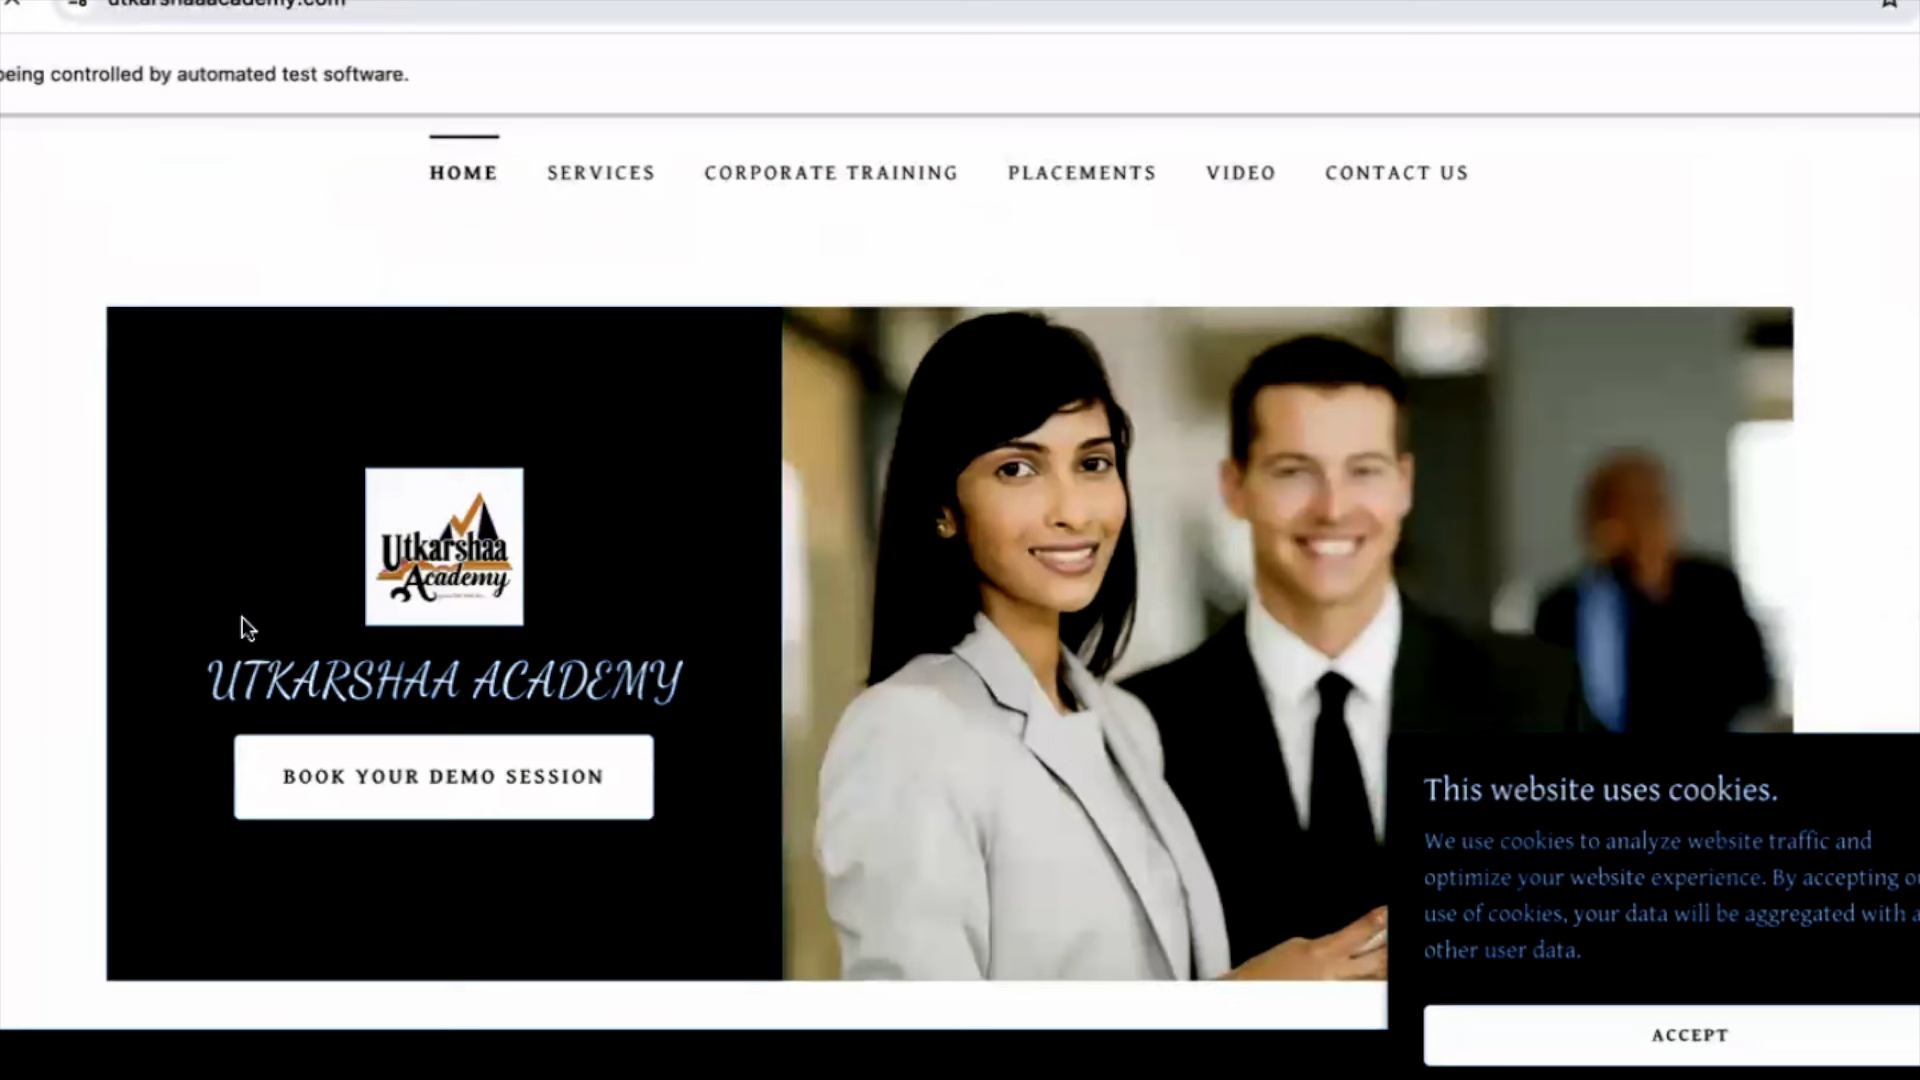 being controlled by automated test software.
HOME SERVICES CORPORATE TRAINING PLACEMENTS VIDEO CONTACT US
Utkarshaa
Academy
UTKARSHAA ACADEMY
BOOK YOUR DEMO SESSION
This website uses cookies.
We use cookies to analyze website traffic and
optimize your website experience. By accepting
use of cookies, your data will be aggregated with
other user data.
ACCEPT